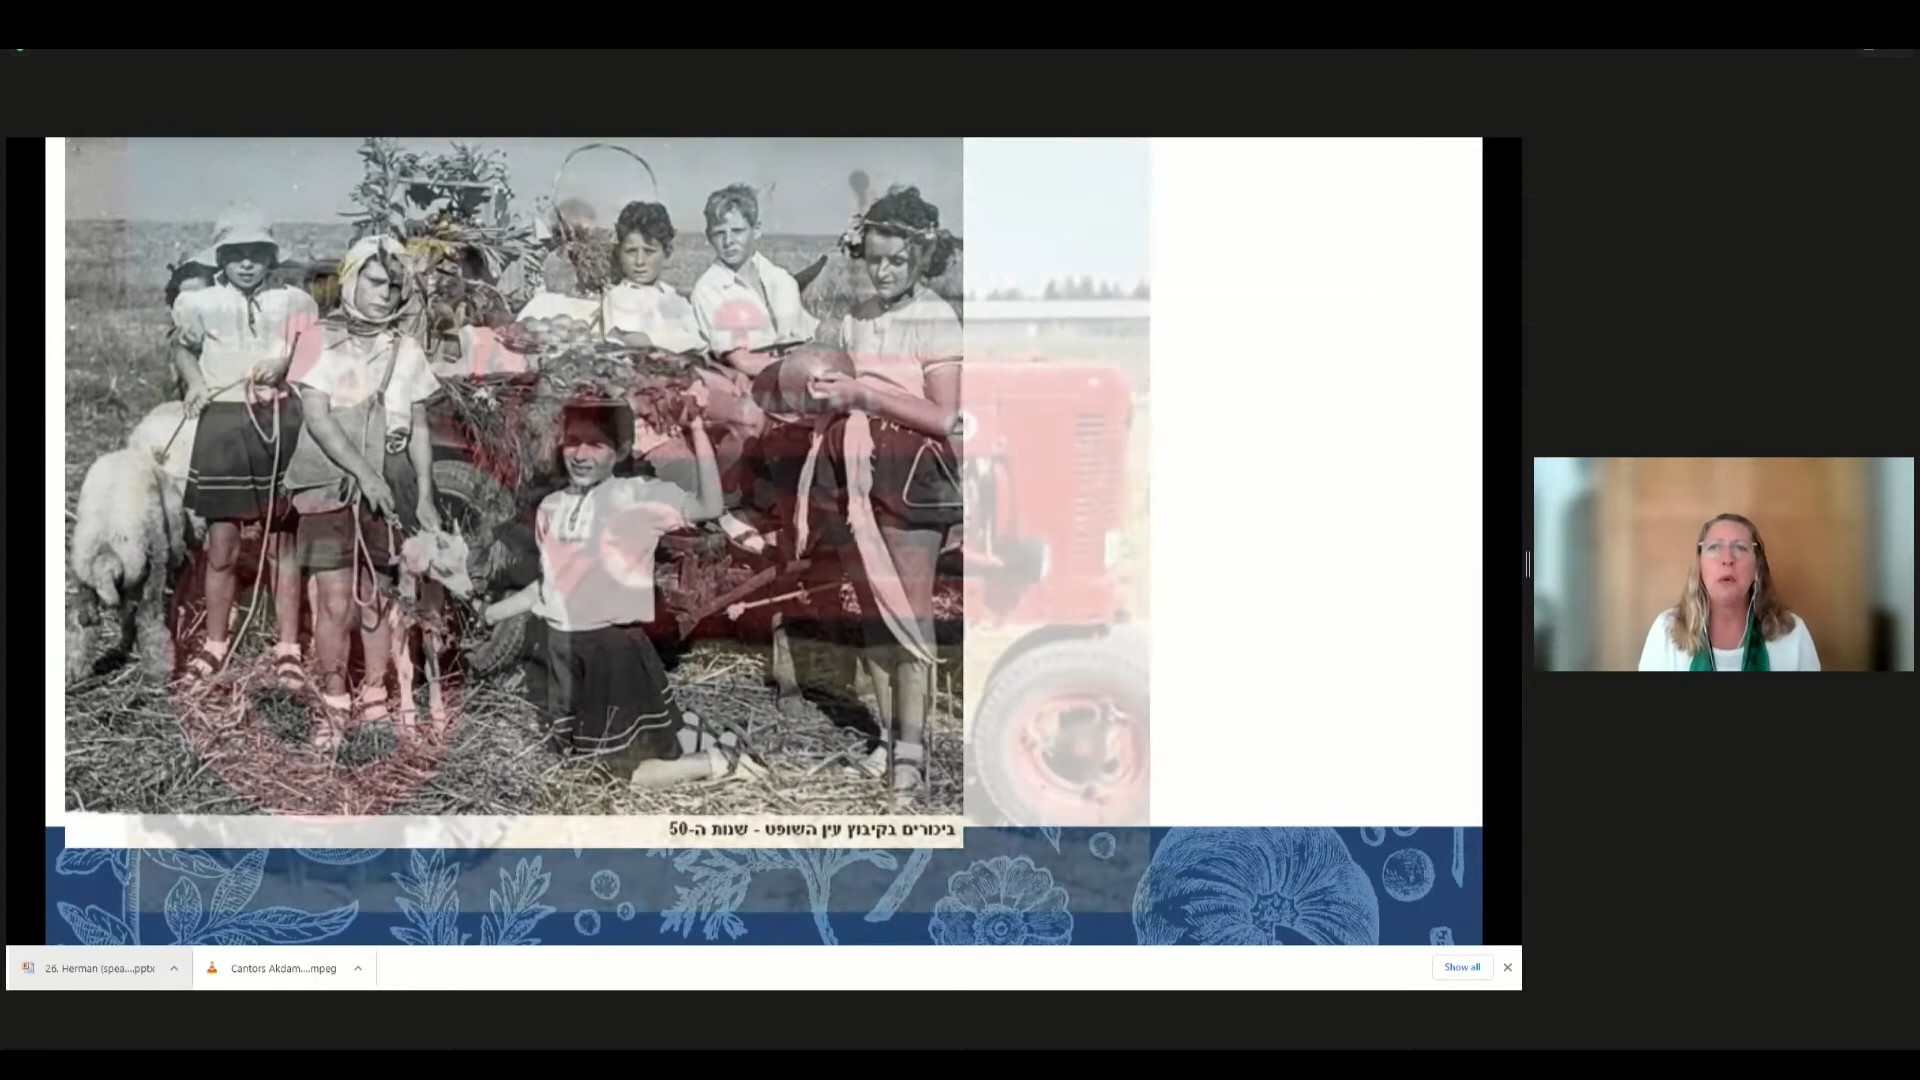 ביכורים בקיבוץ עין השופט - שנות ה-50
26. Herman (spea....pptx
Cantors Akdam....mpeg
Show all